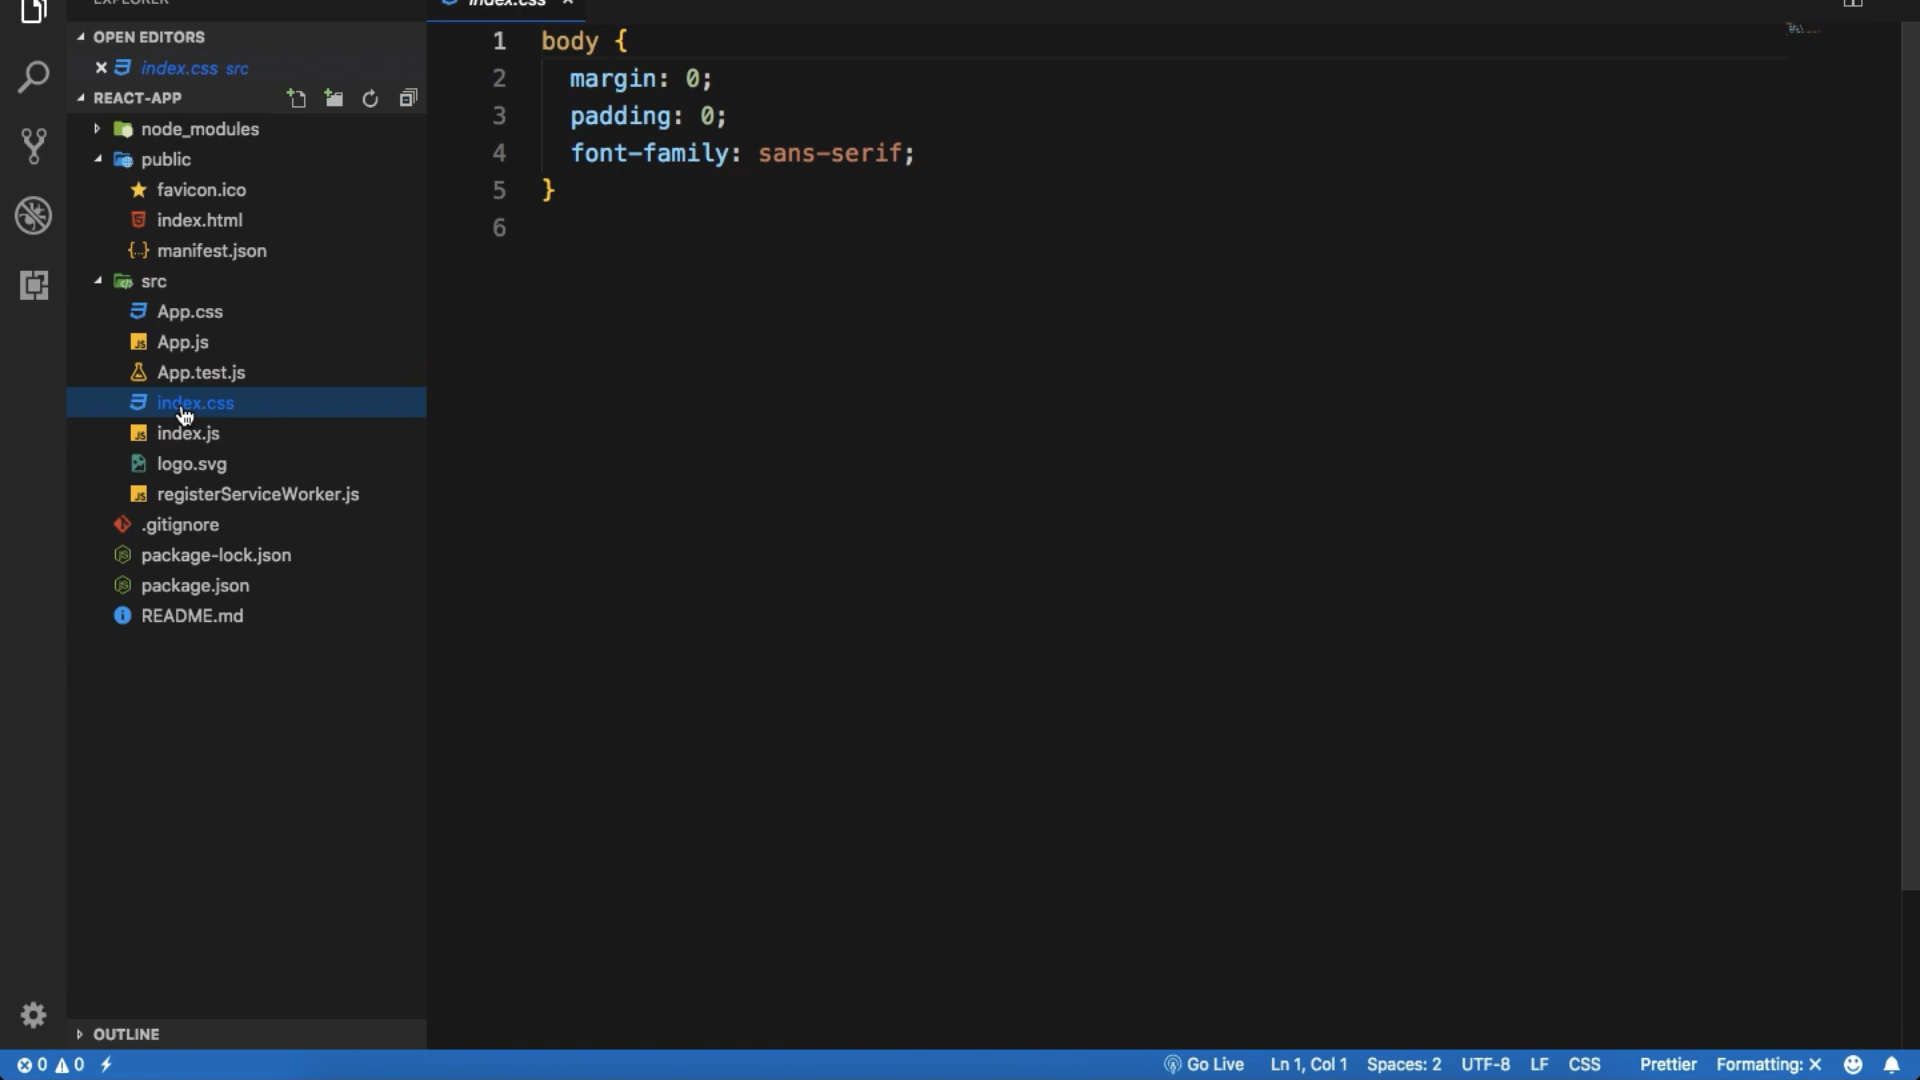 EXPLORER
OPEN EDITORS
index.css src
REACT-APP
node_modules
public
favicon.ico
index.html
manifest.json
src
App.css
App.js
App.test.js
index.css
index.js
logo.svg
registerServiceWorker.js
.gitignore
package-lock.json
package.json
README.md
OUTLINE
index.css
1 body {
2 margin: 0;
3 padding: 0;
4 font-family: sans-serif;
5 }
6
0 0 Go Live Ln 1, Col 1 Spaces: 2 UTF-8 LF CSS Prettier Formatting: ×